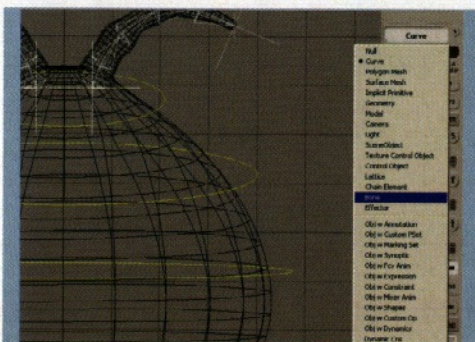 Curve
Null
Curve
Polygon Mesh
Surface Mesh
Implicit Primitive
Geometry
Model
Camera
Light
SceneObject
Texture Control Object
Control Object
Lattice
Chain Element
Bone
Effector
Obj w Annotation
Obj w Custom PSet
Obj w Marking Set
Obj w Synoptic
Obj w Fcv Anim
Obj w Expression
Obj w Constraint
Obj w Mixer Anim
Obj w Shapes
Obj w Custom Op
Obj w Dynamics